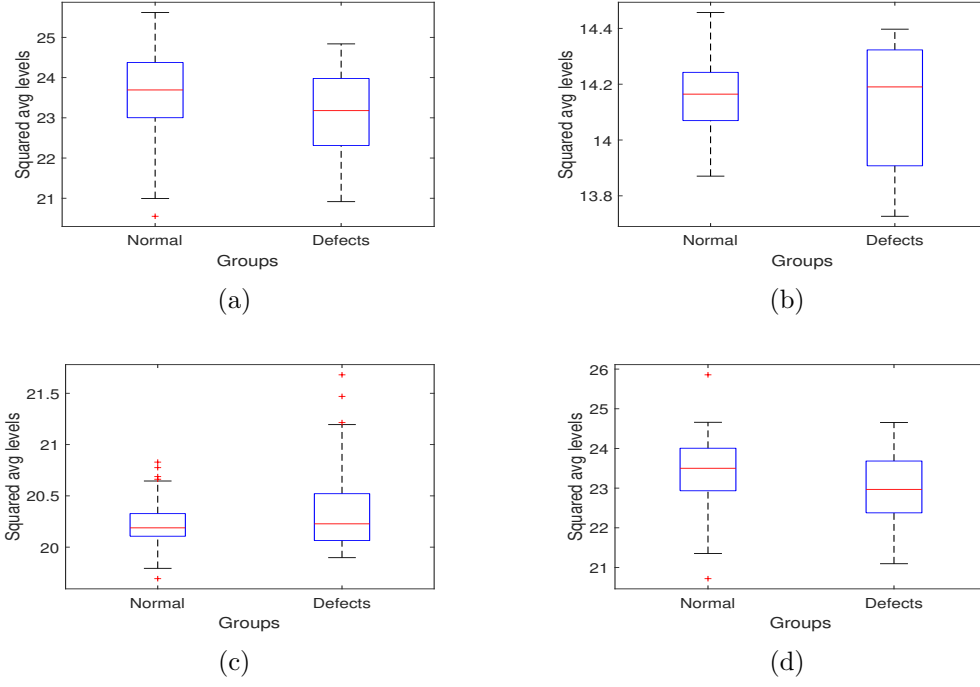 25
24
23
22
21
Squared avg levels
Normal
Defects
Groups
(a)
14.4
14.2
14
13.8
Squared avg levels
Normal
Defects
Groups
(b)
21.5
21
20.5
20
Squared avg levels
Normal
Defects
Groups
(c)
26
25
24
23
22
21
Squared avg levels
Normal
Defects
Groups
(d)